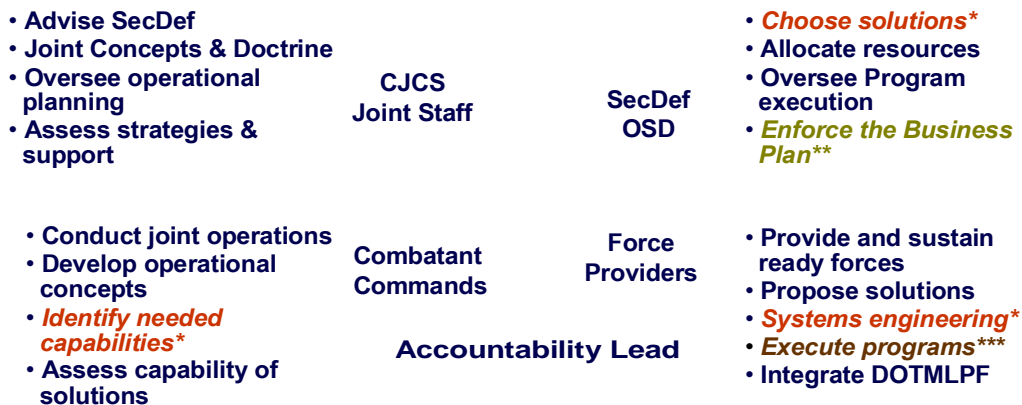 • Advise SecDef
• Joint Concepts & Doctrine
• Oversee operational
planning
• Assess strategies &
support
CJCS
Joint Staff
SecDef
OSD
• Choose solutions*
• Allocate resources
• Oversee Program
execution
• Enforce the Business
Plan**
• Conduct joint operations
• Develop operational
concepts
• Identify needed
capabilities*
• Assess capability of
solutions
Combatant
Commands
Force
Providers
Accountability Lead
• Provide and sustain
ready forces
• Propose solutions
• Systems engineering*
• Execute programs***
• Integrate DOTMLPF